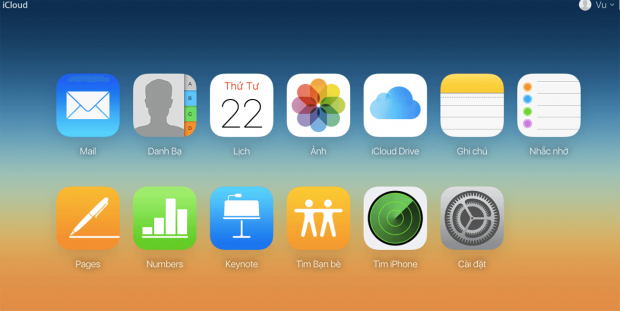 iCloud
Vu
Thứ Tư
22
A
B
C
D
Mail
Danh Bạ
Lịch
Ảnh
iCloud Drive
Ghi chú
Nhắc nhở
Pages
Numbers
Keynote
Tìm Bạn bè
Tìm iPhone
Cài đặt